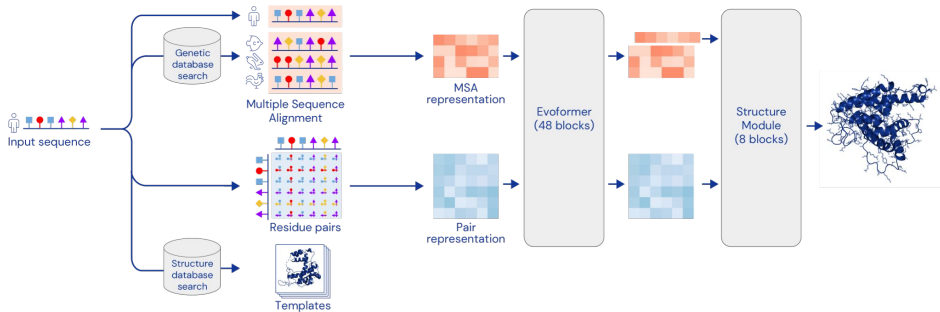 Input sequence
Genetic
database
search
Multiple Sequence
Alignment
Residue pairs
Structure
database
search
Templates
MSA
representation
Pair
representation
Evoformer
(48 blocks)
Structure
Module
(8 blocks)